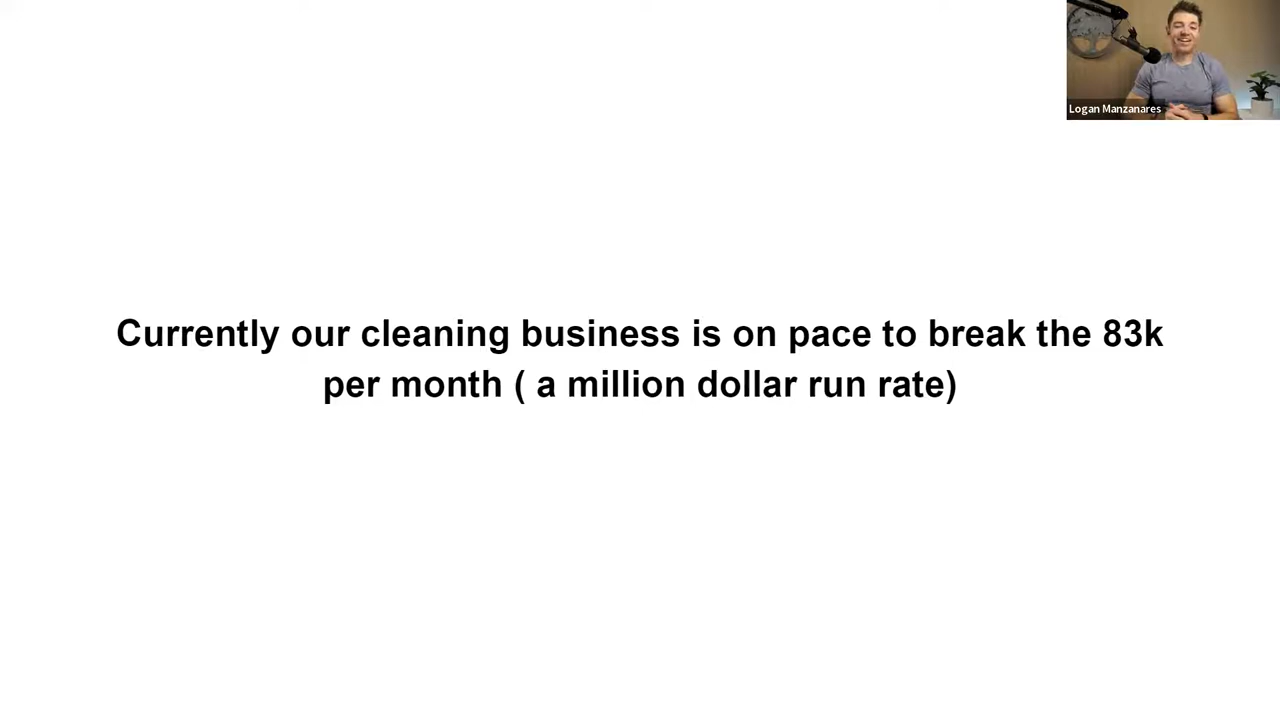 Logan Manzanares
Currently our cleaning business is on pace to break the 83k
per month ( a million dollar run rate)